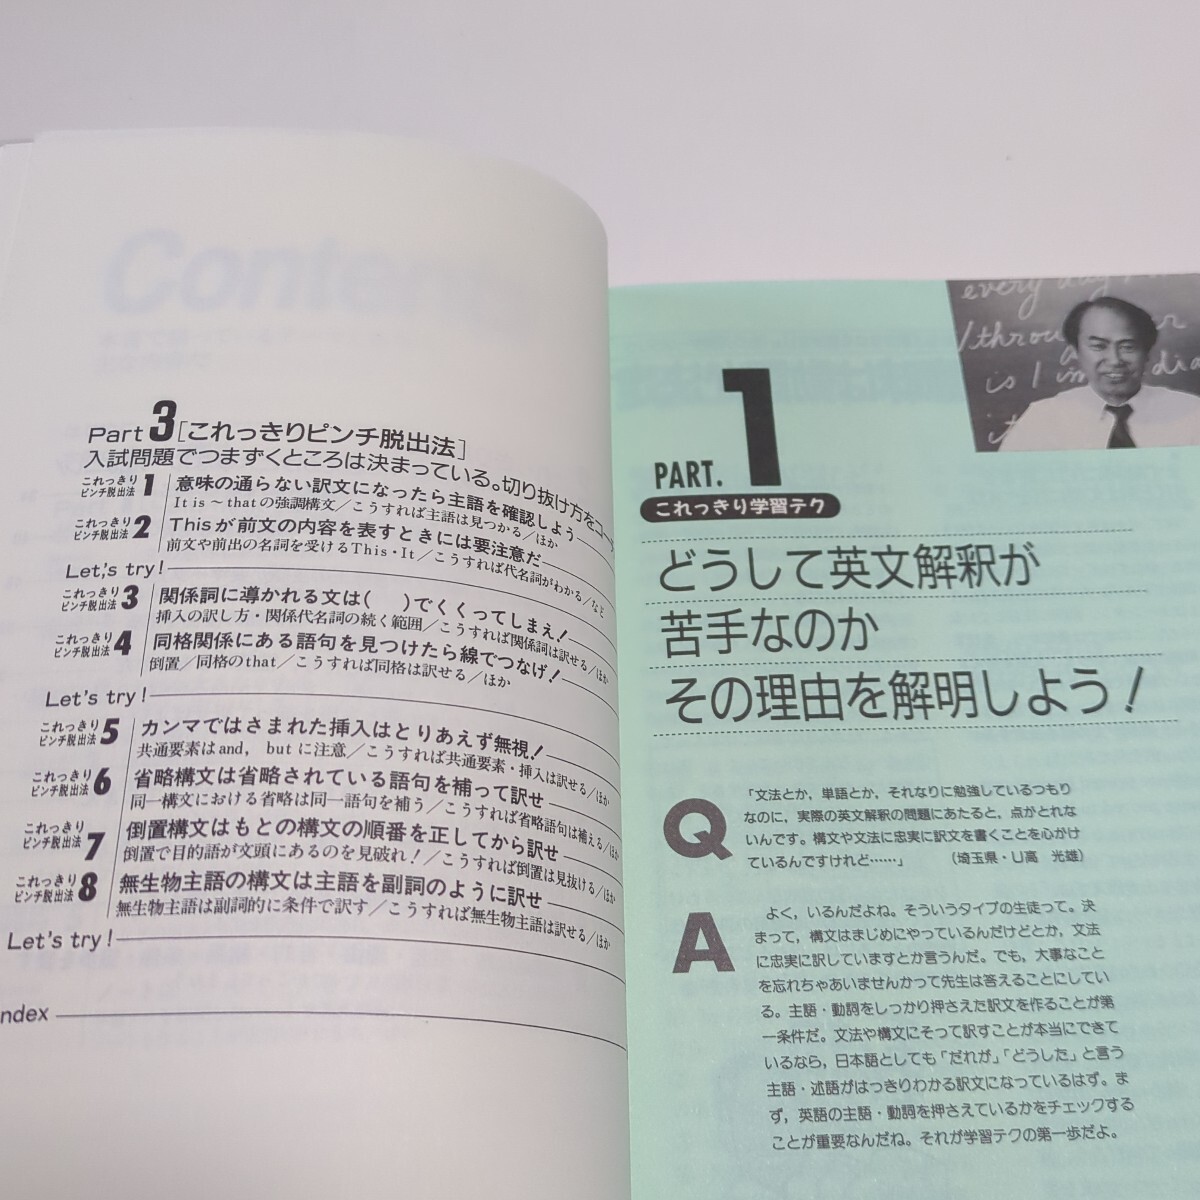 Contents
Part 3 [これっきりピンチ脱出法]
入試問題でつまずくところは決まっている。切り抜け方をコー
これっきりピンチ脱出法 1 意味の通らない訳文になったら主語を確認しよう
It is ~ thatの強調構文／こうすれば主語は見つかる／ほか
これっきりピンチ脱出法 2 Thisが前文の内容を表すときには要注意だ
前文や前出の名詞を受けるThis・It／こうすれば代名詞がわかる／など
Let's try!
これっきりピンチ脱出法 3 関係詞に導かれる文は(　)でくくってしまえ!
挿入の訳し方・関係代名詞の続く範囲／こうすれば関係詞は訳せる／ほか
これっきりピンチ脱出法 4 同格関係にある語句を見つけたら線でつなげ!
倒置／同格のthat／こうすれば同格は訳せる／ほか
Let's try!
これっきりピンチ脱出法 5 カンマではさまれた挿入はとりあえず無視!
共通要素はand, butに注意／こうすれば共通要素・挿入は訳せる／ほか
これっきりピンチ脱出法 6 省略構文は省略されている語句を補って訳せ
同一構文における省略は同一語句を補う／こうすれば省略語句は補える／ほか
これっきりピンチ脱出法 7 倒置構文はもとの構文の順番を正してから訳せ
倒置で目的語が文頭にあるのを見破れ!／こうすれば倒置は見抜ける／ほか
これっきりピンチ脱出法 8 無生物主語の構文は主語を副詞のように訳せ
無生物主語は副詞的に条件で訳す／こうすれば無生物主語は訳せる／ほか
Let's try!
ndex
every day
throu
is
PART. 1
これっきり学習テク
どうして英文解釈が
苦手なのか
その理由を解明しよう!
Q 「文法とか，単語とか，それなりに勉強しているつもり
なのに，実際の英文解釈の問題にあたると，点がとれな
いんです。構文や文法に忠実に訳文を書くことを心がけ
ているんですけれど……」　（埼玉県・U高　光雄）
A よく，いるんだよね。そういうタイプの生徒って。決
まって，構文はまじめにやっているんだけどとか，文法
に忠実に訳していますとか言うんだ。でも，大事なこと
を忘れちゃあいませんかって先生は答えることにしてい
る。主語・動詞をしっかり押さえた訳文を作ることが第
一条件だ。文法や構文にそって訳すことが本当にできて
いるなら，日本語としても「だれが」「どうした」と言う
主語・述語がはっきりわかる訳文になっているはず。ま
ず，英語の主語・動詞を押さえているかをチェックする
ことが重要なんだね。それが学習テクの第一歩だよ。